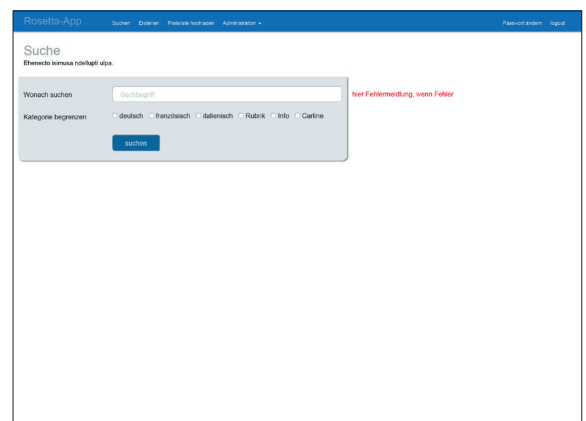 Rosetta-App Suchen Erstellen Preisliste hochladen Administration Passwort ändern logout
Suche
Ehenecto isimusa ndellupti ulpa.
Wonach suchen Suchbegriff hier Fehlermeldlung, wenn Fehler
Kategorie begrenzen deutsch französisch italienisch Rubrik Info Carline
suchen